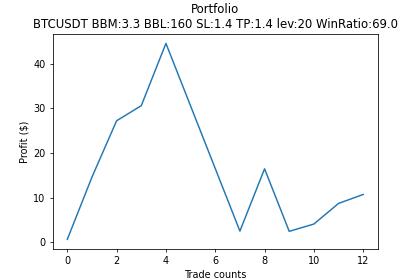 Portfolio
BTCUSDT BBM:3.3 BBL:160 SL:1.4 TP:1.4 lev:20 WinRatio:69.0
40
30
20
10
0
Profit ($)
0 2 4 6 8 10 12
Trade counts